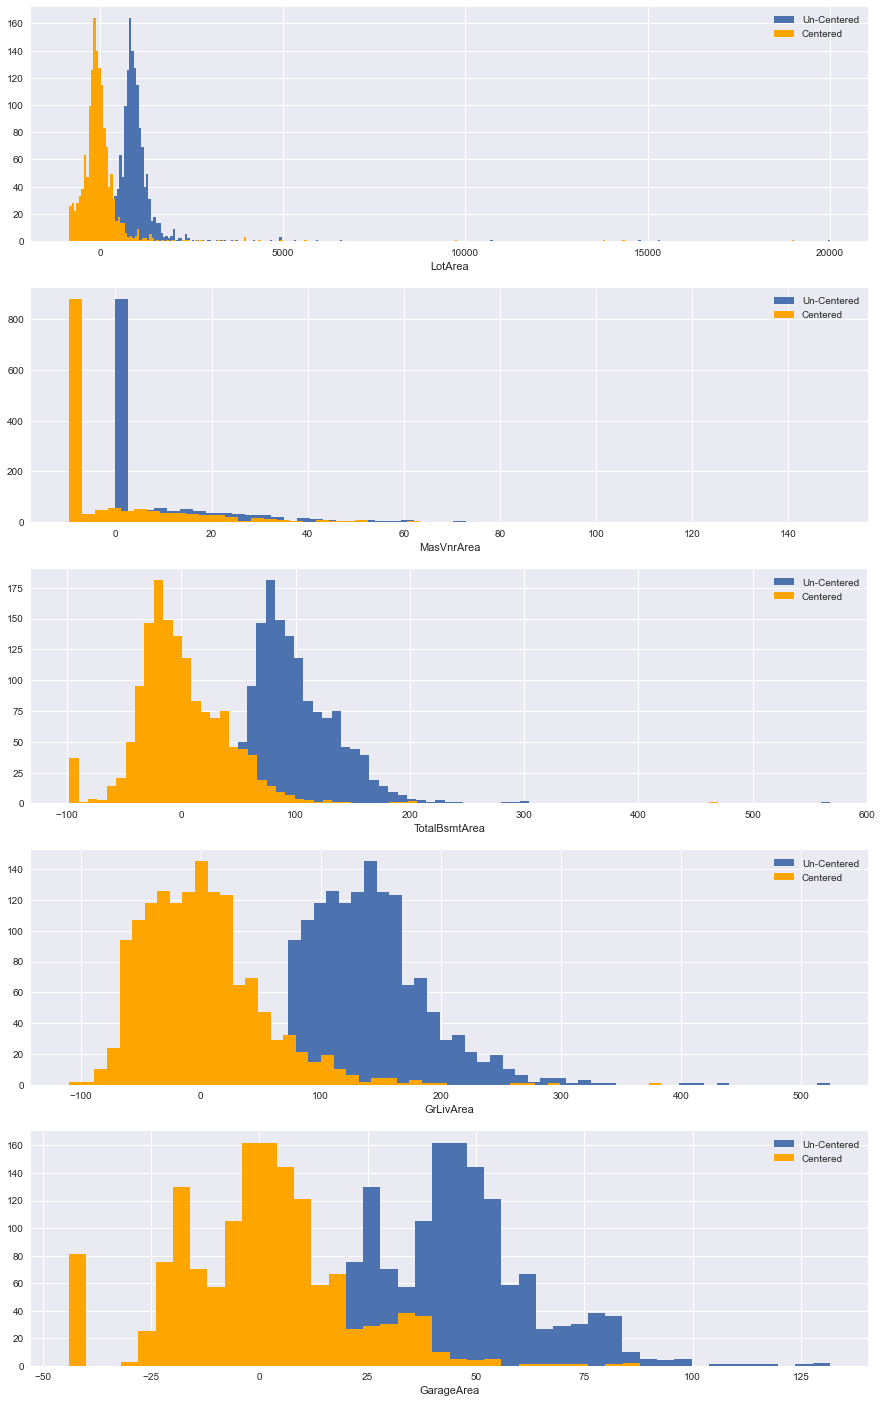 160
140
120
100
80
60
40
20
0
Un-Centered
Centered
0 5000 10000 15000 20000
LotArea
800
600
400
200
0
Un-Centered
Centered
0 20 40 60 80 100 120 140
MasVnrArea
175
150
125
100
75
50
25
0
Un-Centered
Centered
−100 0 100 200 300 400 500 600
TotalBsmtArea
140
120
100
80
60
40
20
0
Un-Centered
Centered
−100 0 100 200 300 400 500
GrLivArea
160
140
120
100
80
60
40
20
0
Un-Centered
Centered
−50 −25 0 25 50 75 100 125
GarageArea